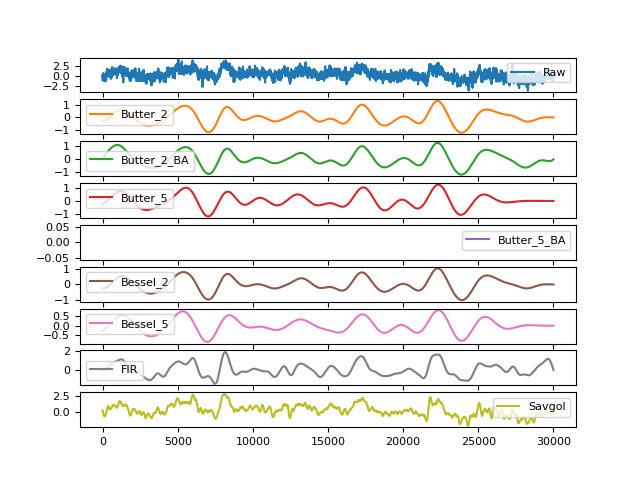 2.5
0.0
−2.5
Raw
1
0
−1
Butter_2
1
0
−1
Butter_2_BA
1
0
−1
Butter_5
0.05
0.00
−0.05
Butter_5_BA
1
0
−1
Bessel_2
0.5
0.0
−0.5
Bessel_5
2
0
FIR
2.5
0.0
Savgol
0 5000 10000 15000 20000 25000 30000